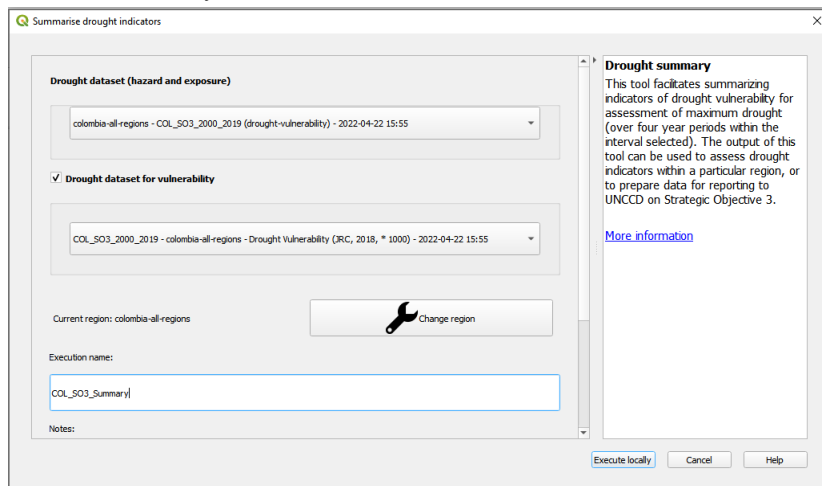 Summarise drought indicators
Drought dataset (hazard and exposure)
colombia-all-regions - COL_SO3_2000_2019 (drought-vulnerability) - 2022-04-22 15:55
Drought dataset for vulnerability
COL_SO3_2000_2019 - colombia-all-regions - Drought Vulnerability (JRC, 2018, * 1000) - 2022-04-22 15:55
Current region: colombia-all-regions
Change region
Execution name:
COL_SO3_Summary
Notes:
Drought summary
This tool facilitates summarizing
indicators of drought vulnerability for
assessment of maximum drought
(over four year periods within the
interval selected). The output of this
tool can be used to assess drought
indicators within a particular region, or
to prepare data for reporting to
UNCCD on Strategic Objective 3.
More information
Execute locally
Cancel
Help